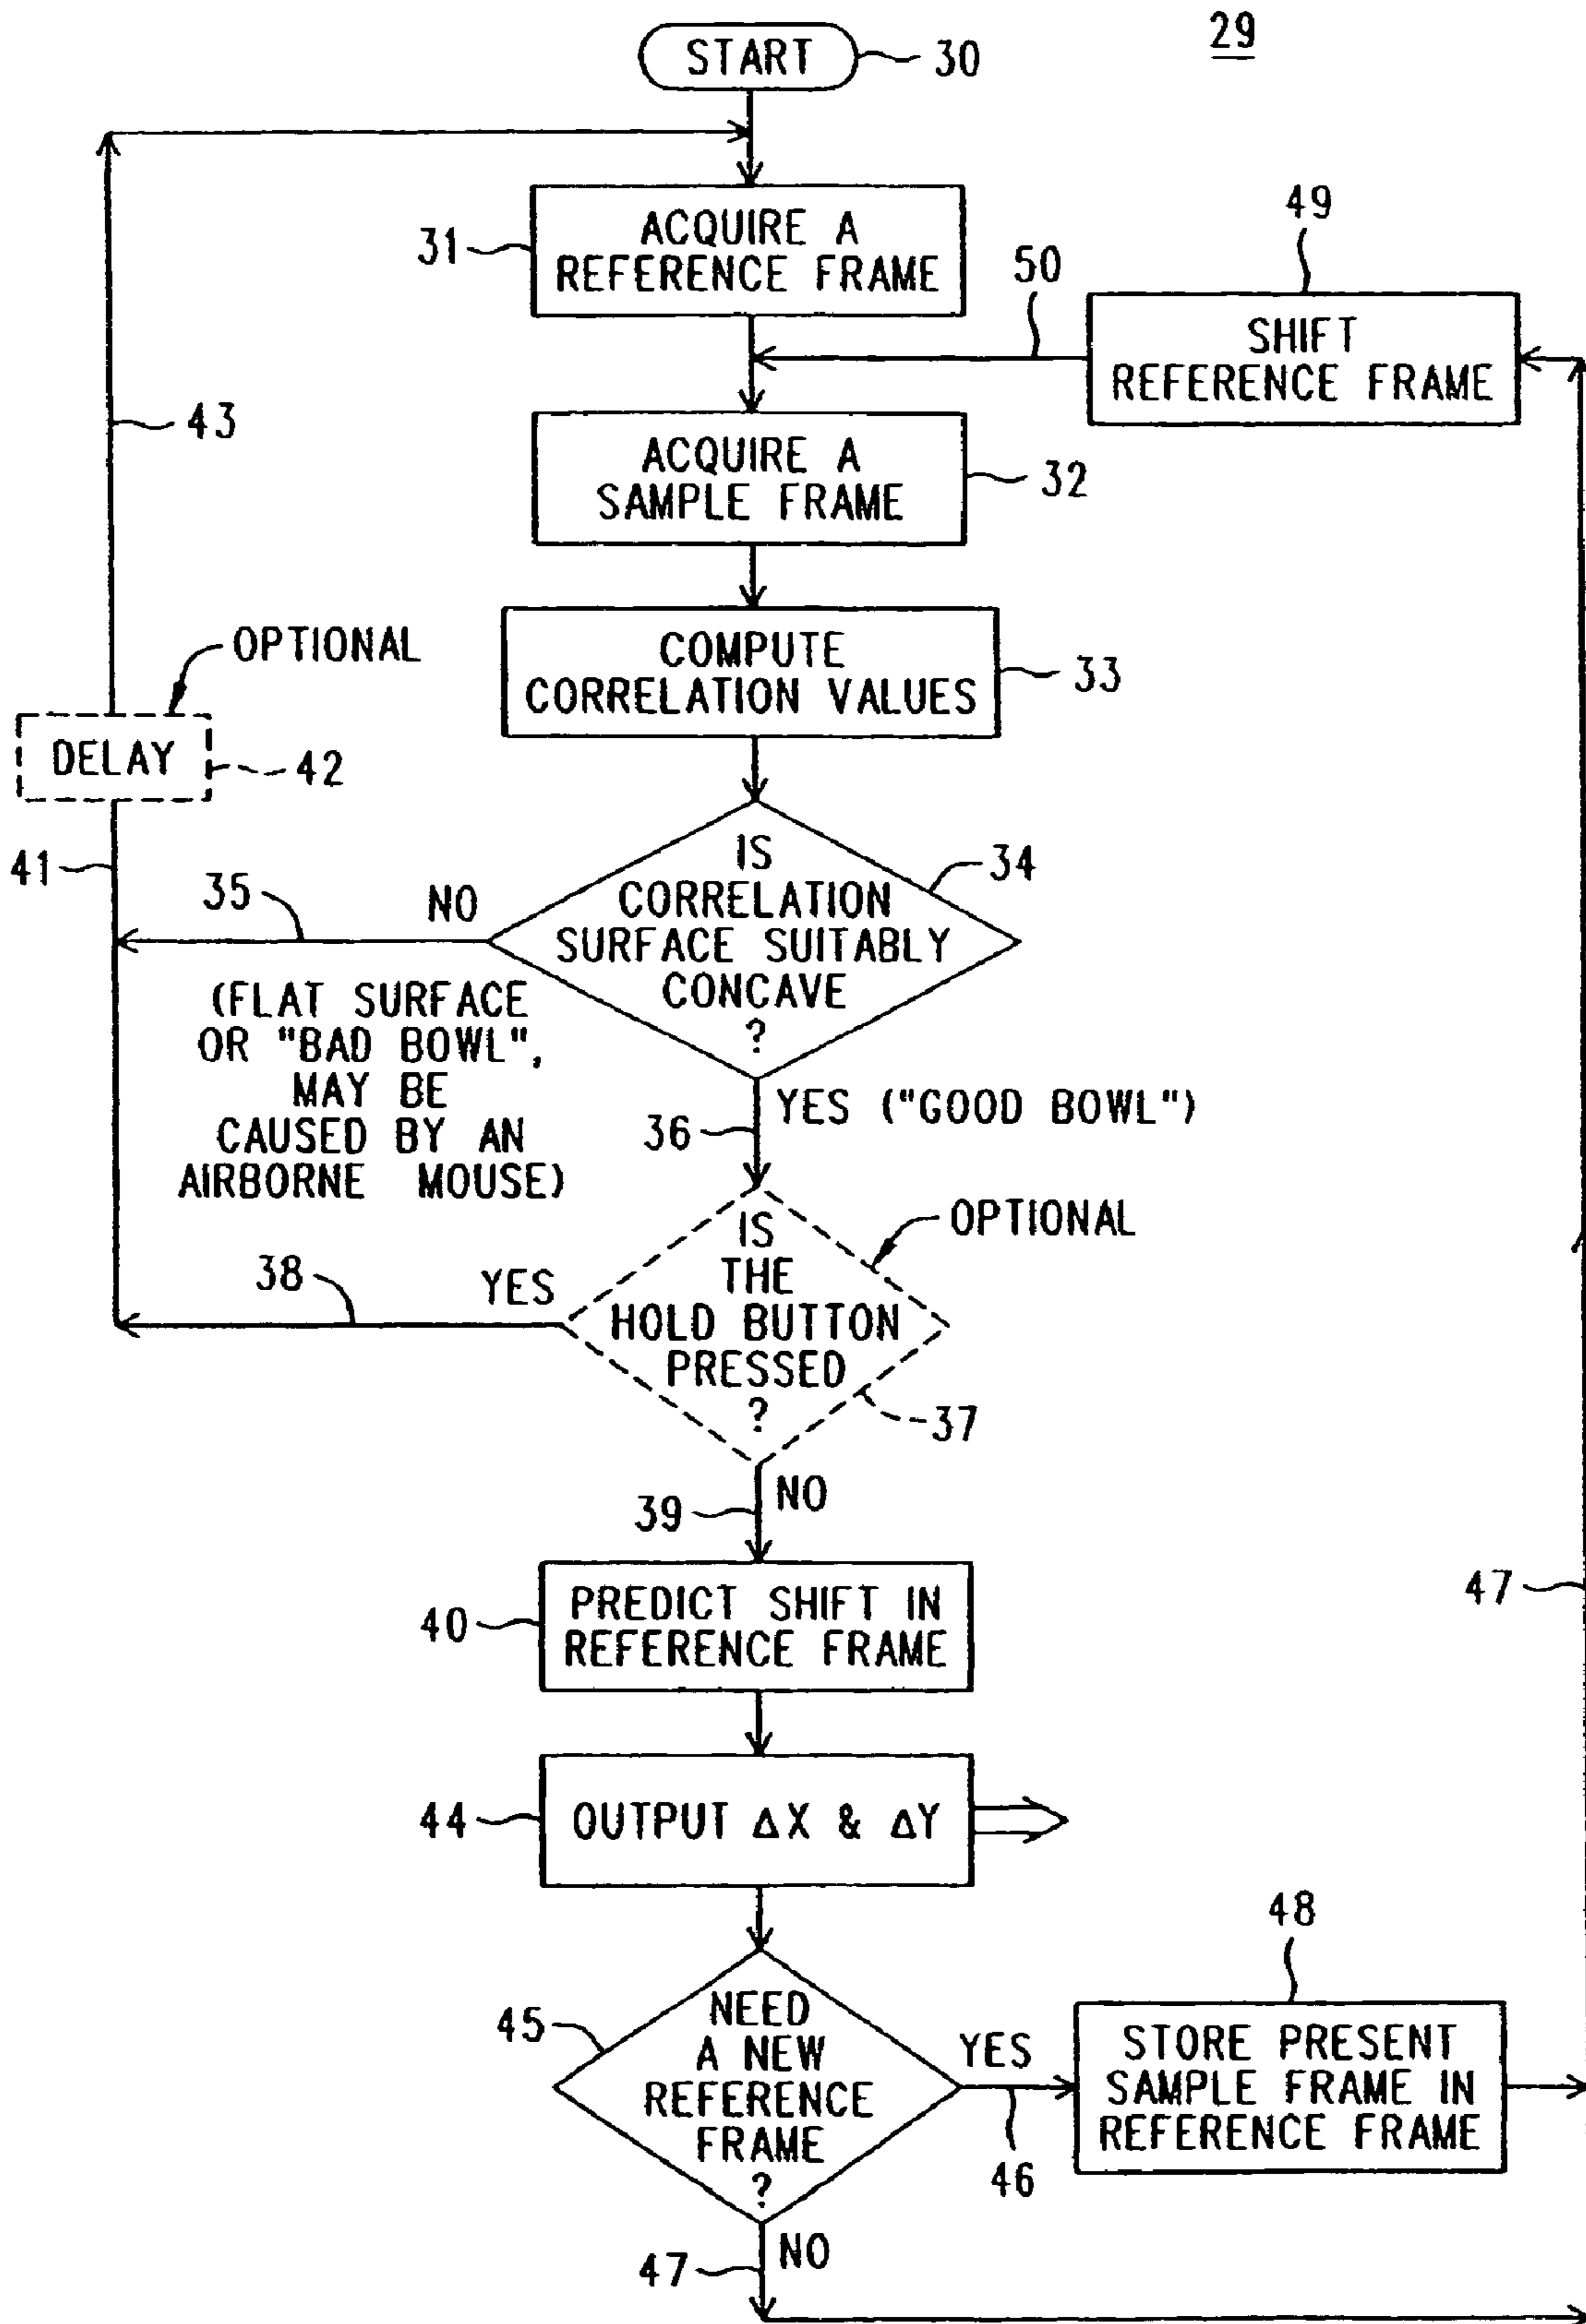 29
START
30
31
ACQUIRE A
REFERENCE FRAME
49
50
SHIFT
REFERENCE FRAME
43
ACQUIRE A
SAMPLE FRAME
32
OPTIONAL
COMPUTE
CORRELATION VALUES
33
DELAY
42
41
35
NO
IS
CORRELATION
SURFACE SUITABLY
CONCAVE
?
34
(FLAT SURFACE
OR "BAD BOWL",
MAY BE
CAUSED BY AN
AIRBORNE MOUSE)
36
YES ("GOOD BOWL")
OPTIONAL
38
YES
IS
THE
HOLD BUTTON
PRESSED
?
37
39
NO
40
PREDICT SHIFT IN
REFERENCE FRAME
47
44
OUTPUT ΔX & ΔY
45
NEED
A NEW
REFERENCE
FRAME
?
YES
46
48
STORE PRESENT
SAMPLE FRAME IN
REFERENCE FRAME
47
NO